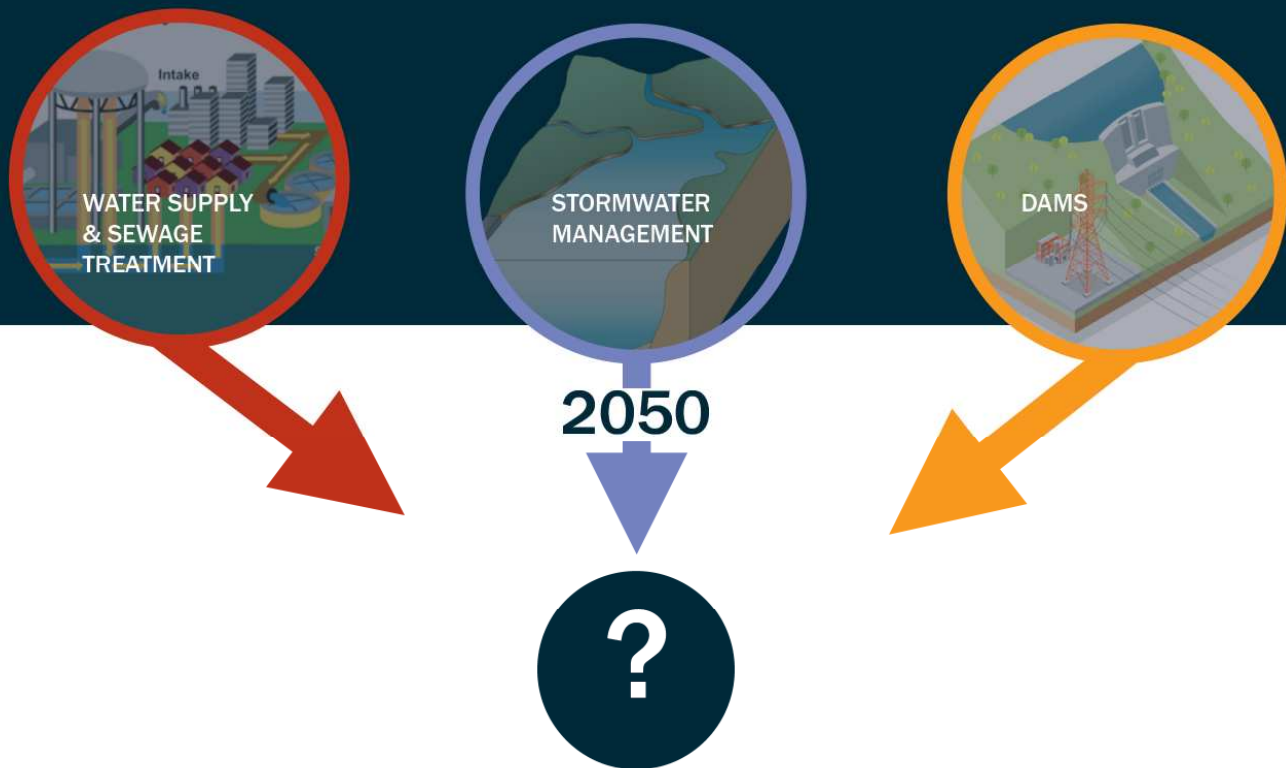 Intake
WATER SUPPLY
& SEWAGE
TREATMENT
STORMWATER
MANAGEMENT
DAMS
2050
?